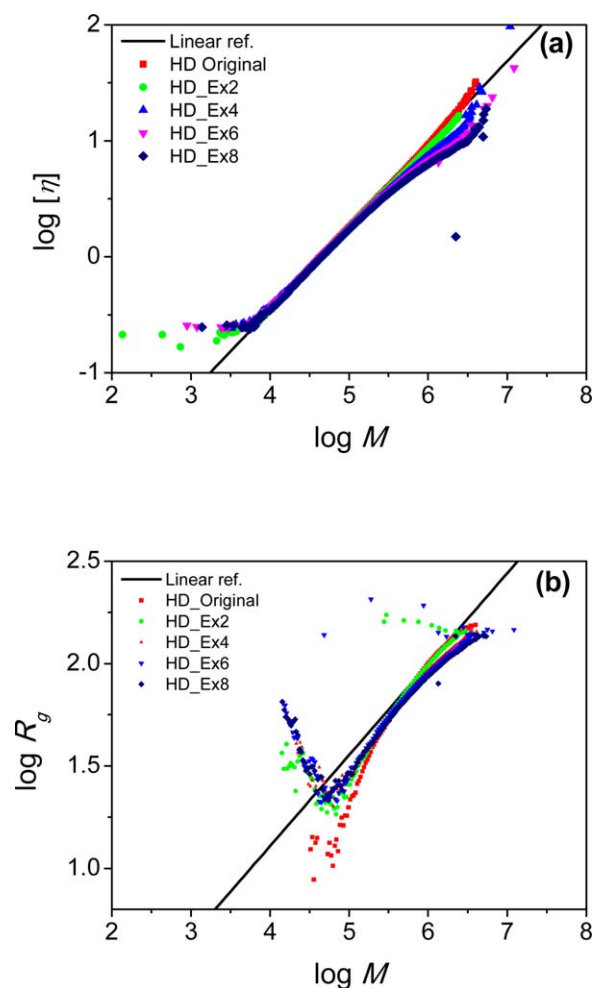 2
(a)
Linear ref.
HD Original
HD_Ex2
HD_Ex4
HD_Ex6
HD_Ex8
1
0
-1
log [η]
2 3 4 5 6 7 8
log M
2.5
(b)
Linear ref.
HD_Original
HD_Ex2
HD_Ex4
HD_Ex6
HD_Ex8
2.0
1.5
1.0
log Rg
2 3 4 5 6 7 8
log M